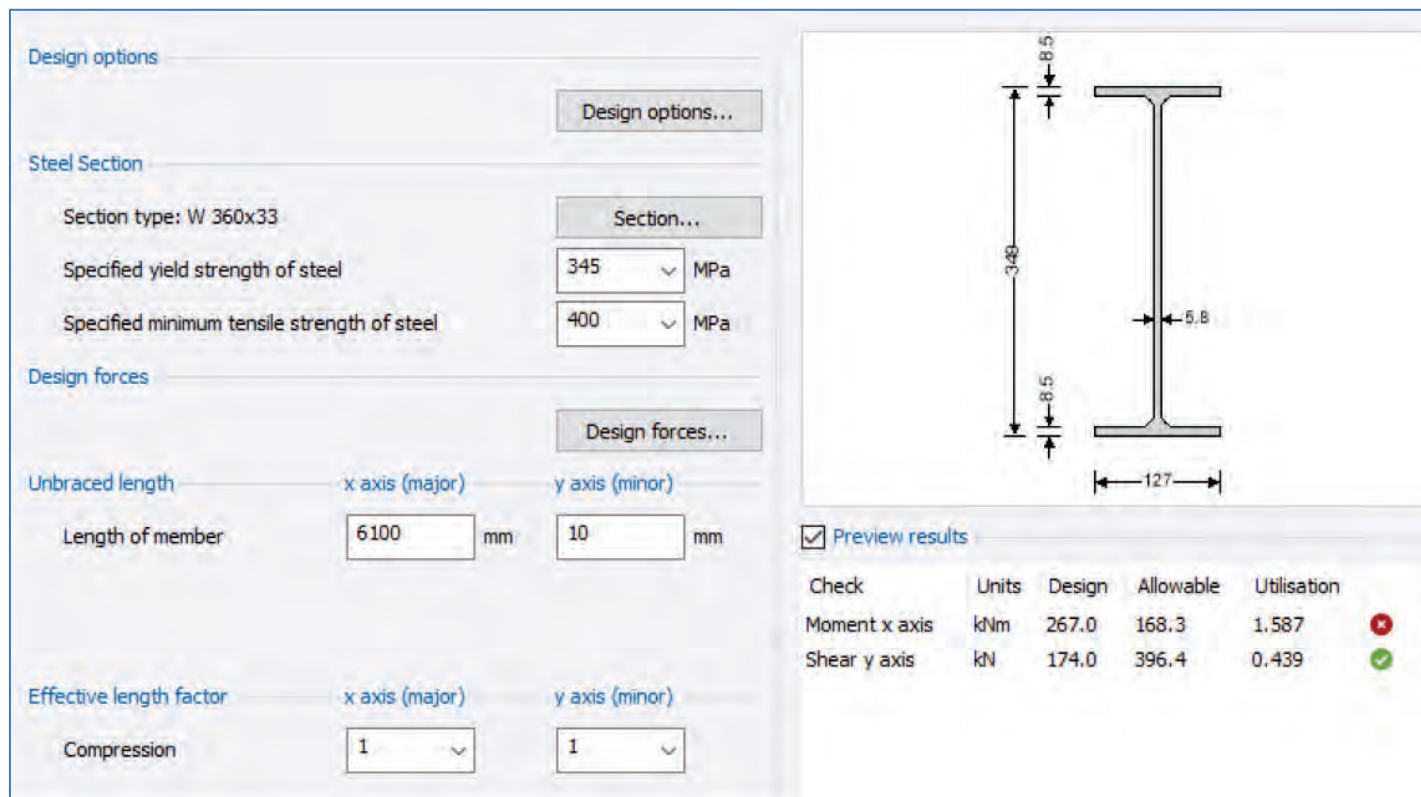 Design options
Design options...
Steel Section
Section type: W 360x33
Section...
Specified yield strength of steel
345
MPa
Specified minimum tensile strength of steel
400
MPa
Design forces
Design forces...
Unbraced length x axis (major) y axis (minor)
Length of member 6100 mm 10 mm
Effective length factor x axis (major) y axis (minor)
Compression 1 1
8.5
349
5.8
8.5
127
Preview results
Check Units Design Allowable Utilisation
Moment x axis kNm 267.0 168.3 1.587
Shear y axis kN 174.0 396.4 0.439